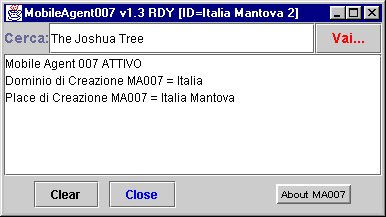 MobileAgent007 v1.3 RDY [ID=Italia Mantova 2]
Cerca: The Joshua Tree Vai...
Mobile Agent 007 ATTIVO
Dominio di Creazione MA007 = Italia
Place di Creazione MA007 = Italia Mantova
Clear Close About MA007